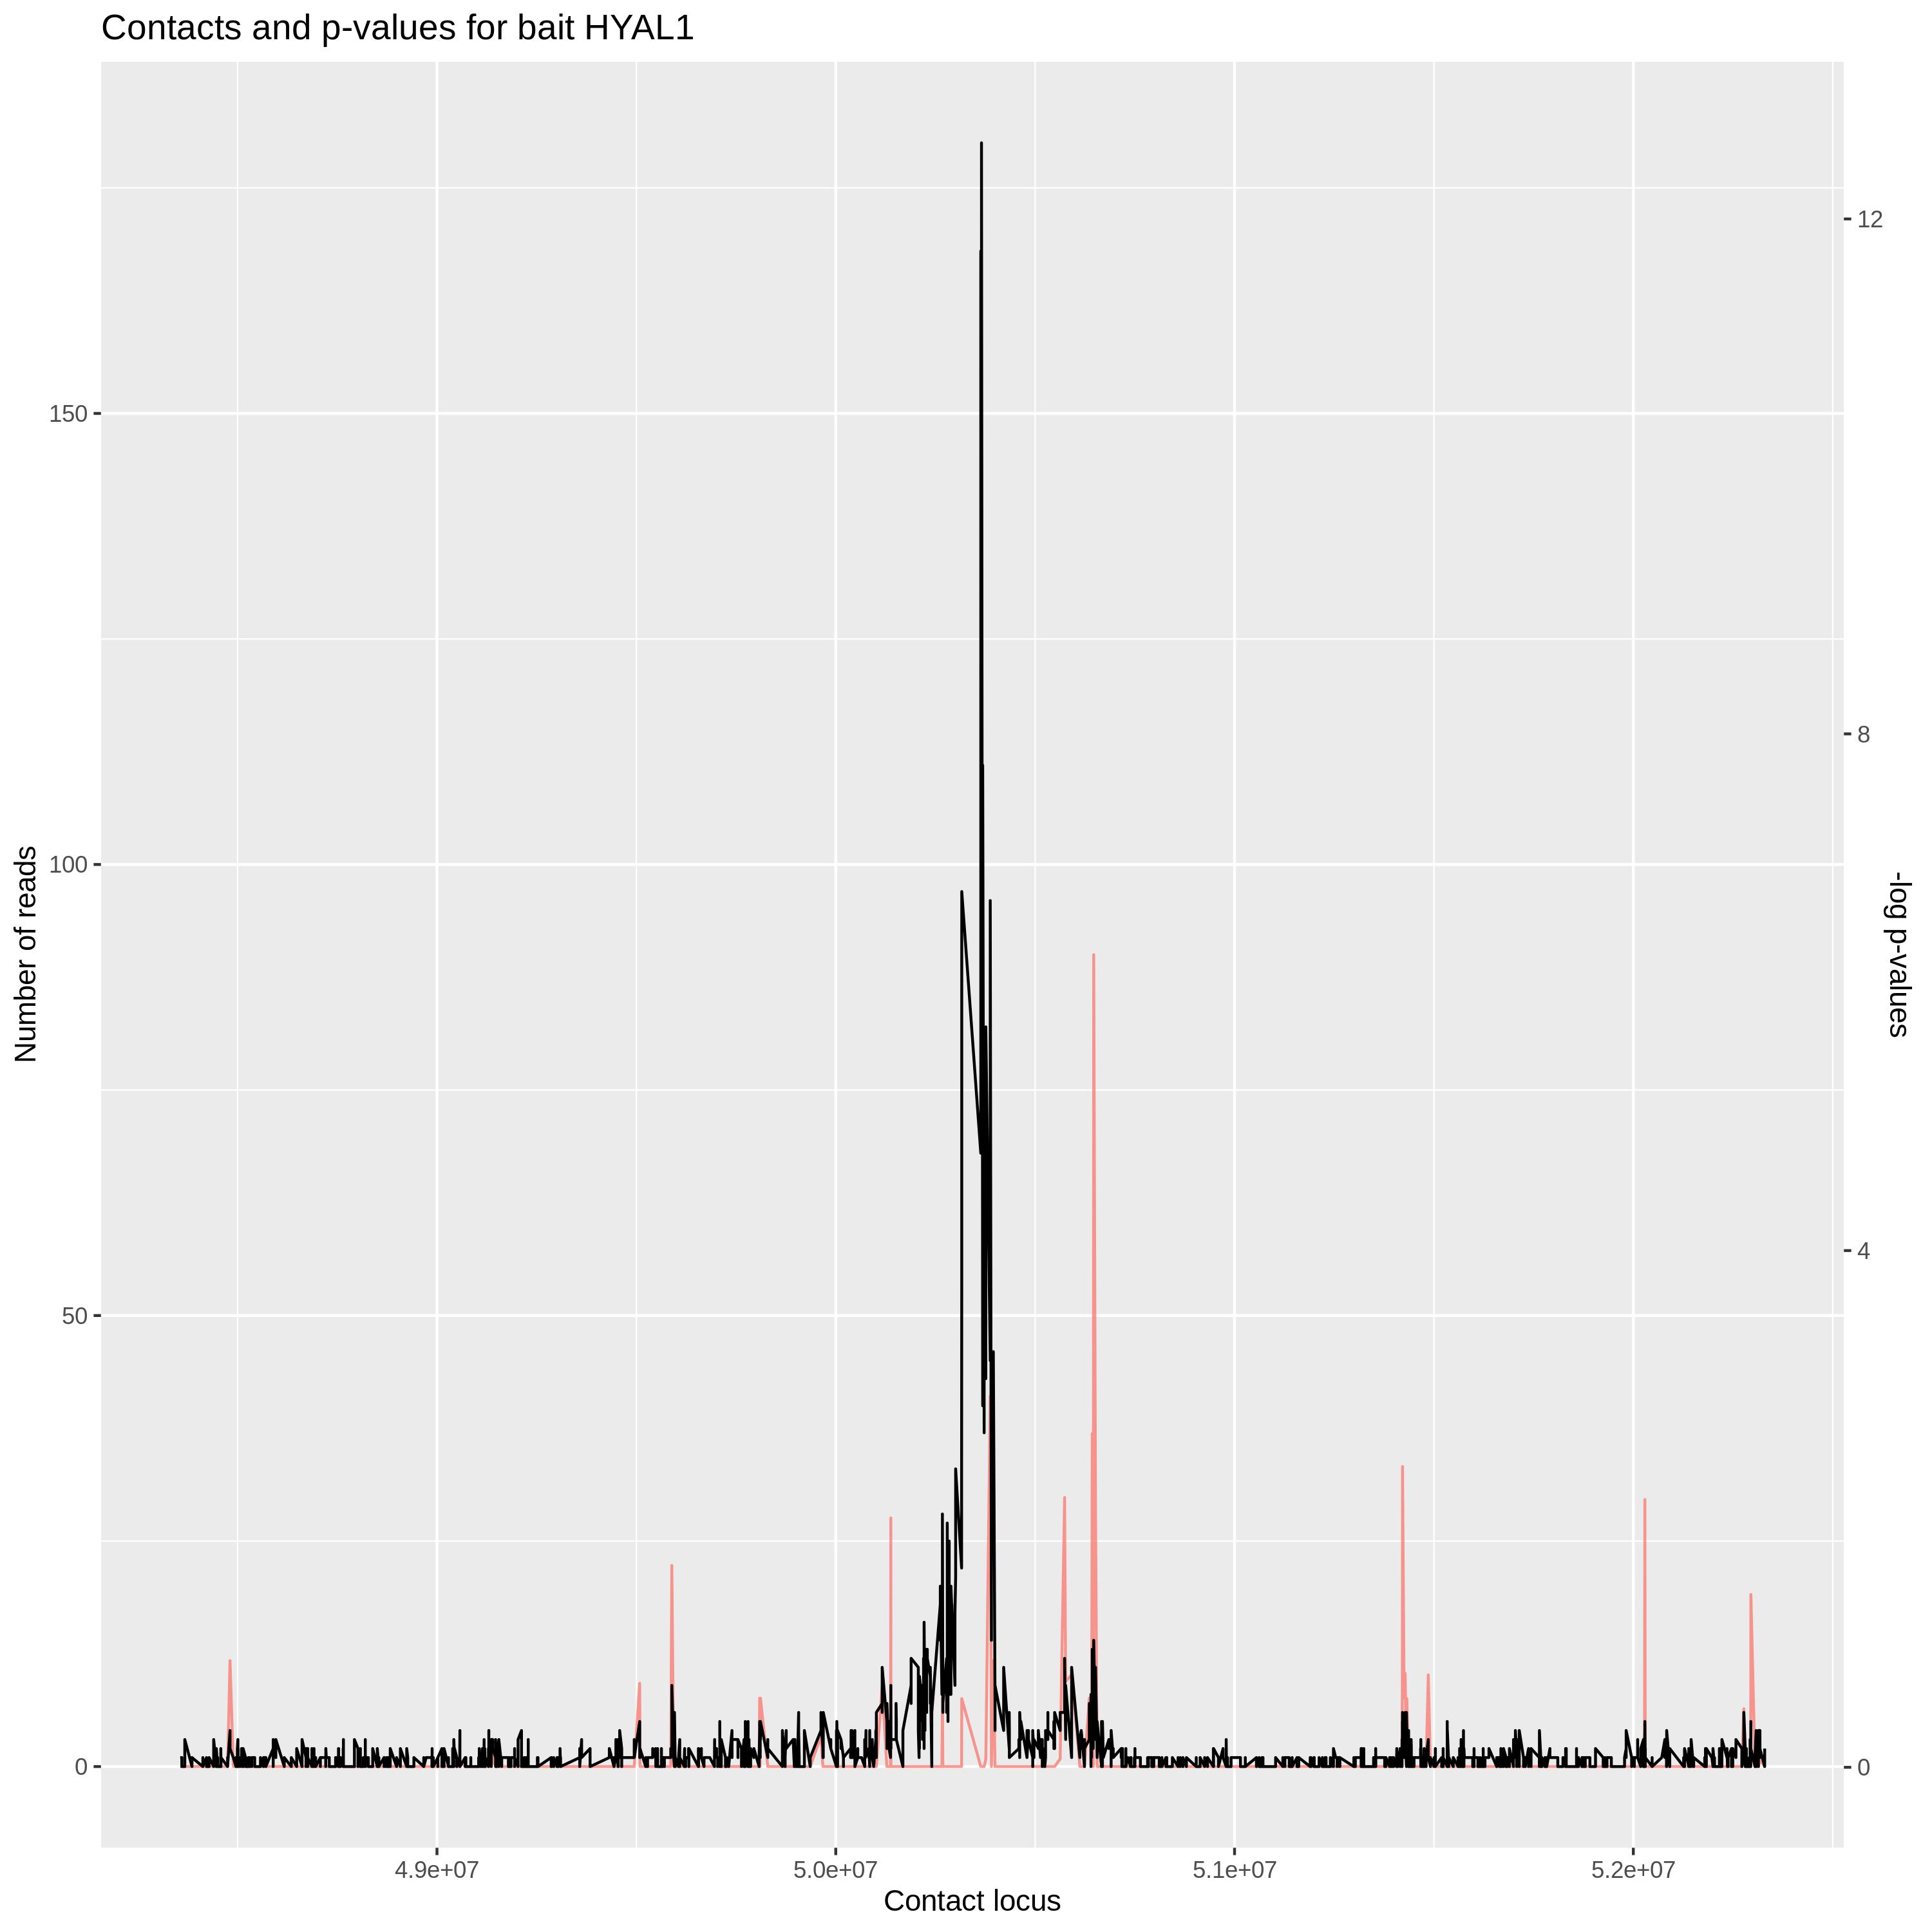 Contacts and p-values for bait HYAL1
Number of reads
150
100
50
0
12
8
4
0
-log p-values
4.9e+07
5.0e+07
5.1e+07
5.2e+07
Contact locus